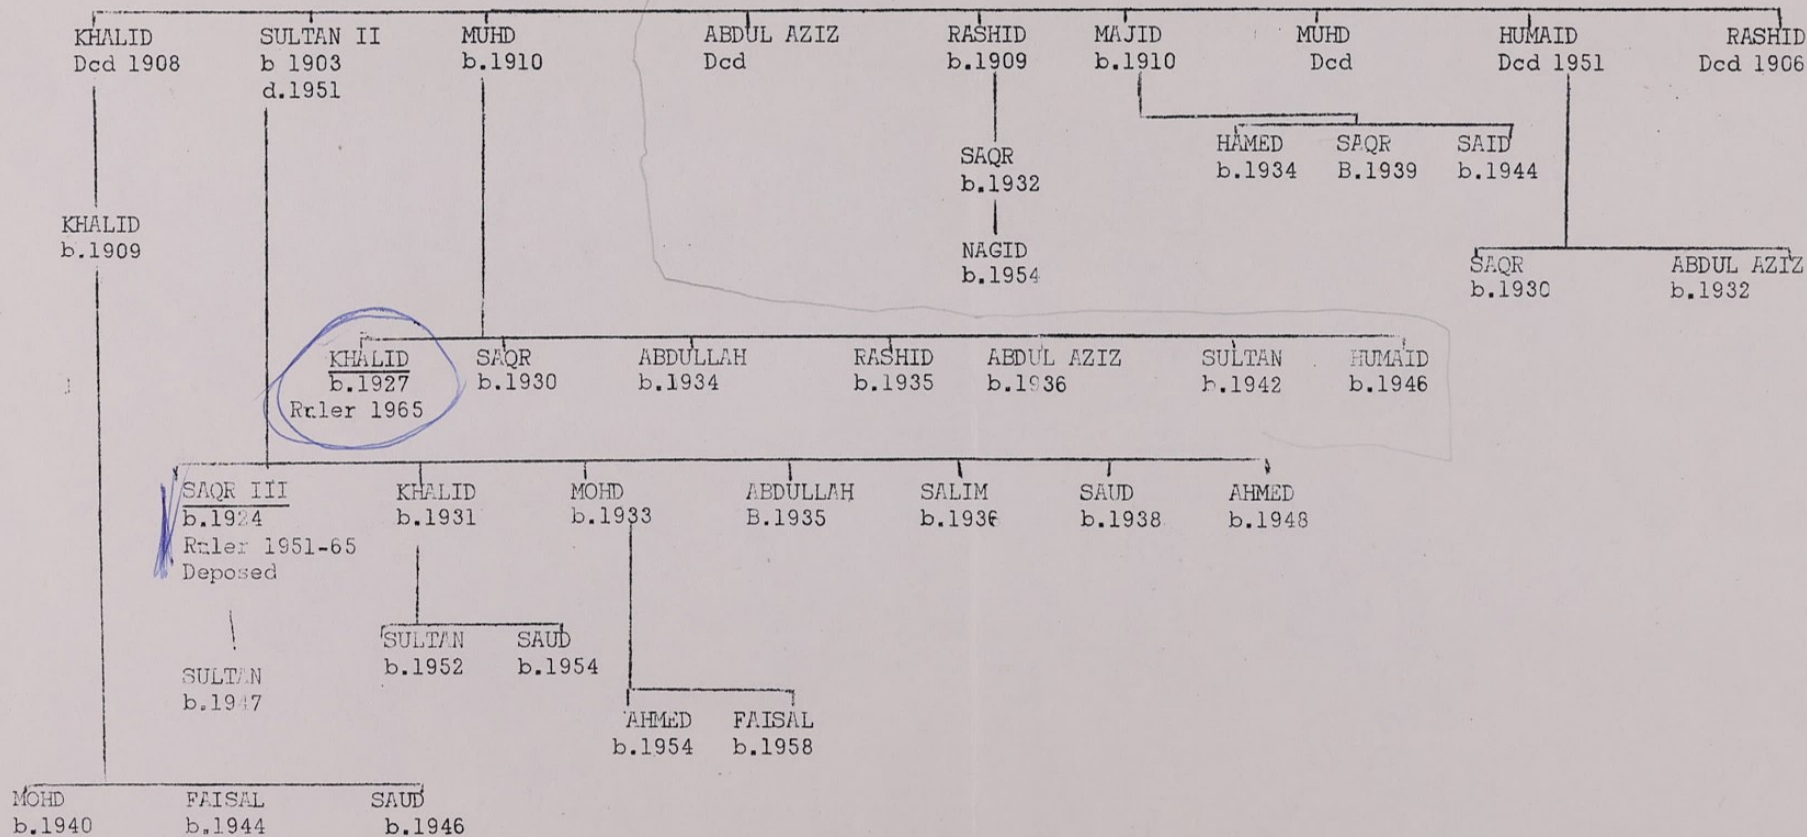 KHALID SULTAN II MUHD ABDUL AZIZ RASHID MAJID MUHD HUMAID RASHID
Dcd 1908 b 1903 b.1910 Dcd b.1909 b.1910 Dcd Dcd 1951 Dcd 1906
d.1951
HAMED SAQR SAID
SAQR b.1934 B.1939 b.1944
b.1932
KHALID
b.1909 NAGID
b.1954 SAQR ABDUL AZIZ
b.1930 b.1932
KHALID SAQR ABDULLAH RASHID ABDUL AZIZ SULTAN HUMAID
b.1927 b.1930 b.1934 b.1935 b.1936 b.1942 b.1946
Ruler 1965
SAQR III KHALID MOHD ABDULLAH SALIM SAUD AHMED
b.1924 b.1931 b.1933 B.1935 b.1936 b.1938 b.1948
Ruler 1951-65
Deposed
SULTAN SAUD
b.1952 b.1954
SULTAN
b.1947
AHMED FAISAL
b.1954 b.1958
MOHD FAISAL SAUD
b.1940 b.1944 b.1946